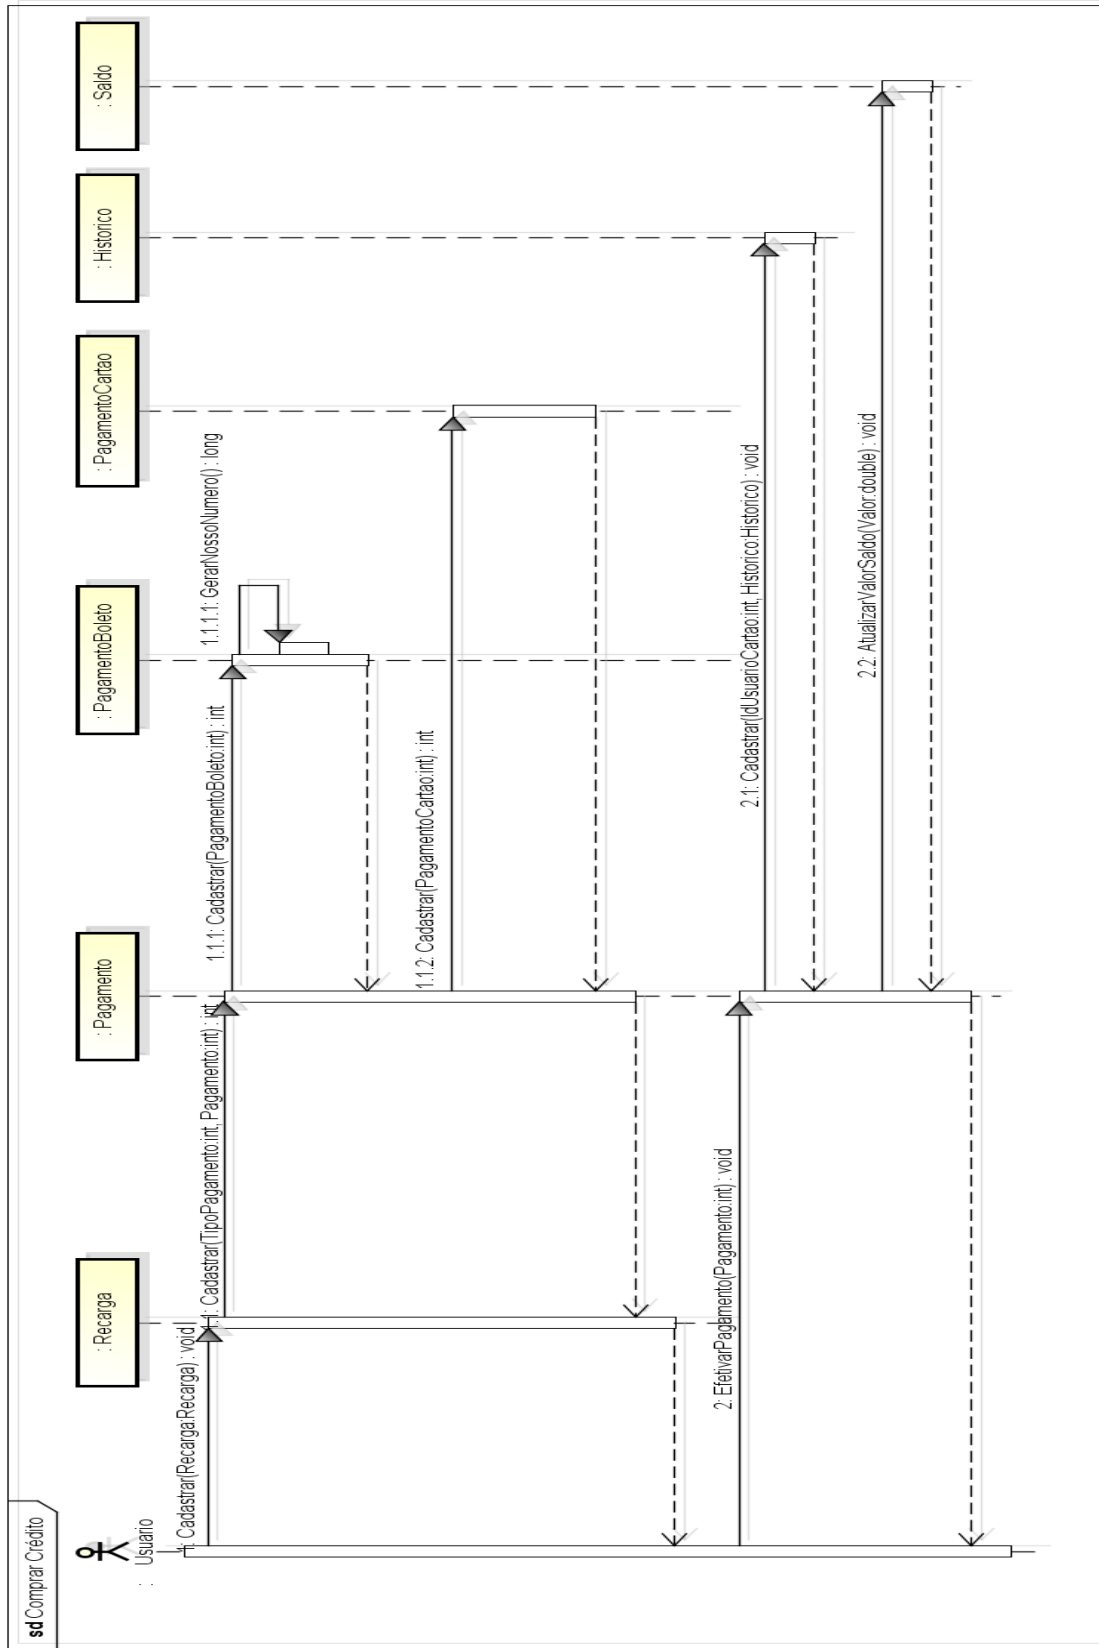 sd Comprar Crédito
: Usuario
: Recarga
: Pagamento
: PagamentoBoleto
: PagamentoCartao
: Historico
: Saldo
1: Cadastrar(Recarga:Recarga) : void
1.1: Cadastrar(TipoPagamento:int, Pagamento:int) : int
1.1.1: Cadastrar(PagamentoBoleto:int) : int
1.1.1.1: GerarNossoNumero() : long
1.1.2: Cadastrar(PagamentoCartao:int) : int
2: EfetivarPagamento(Pagamento:int) : void
2.1: Cadastrar(IdUsuarioCartao:int, Historico:Historico) : void
2.2: AtualizarValorSaldo(Valor:double) : void